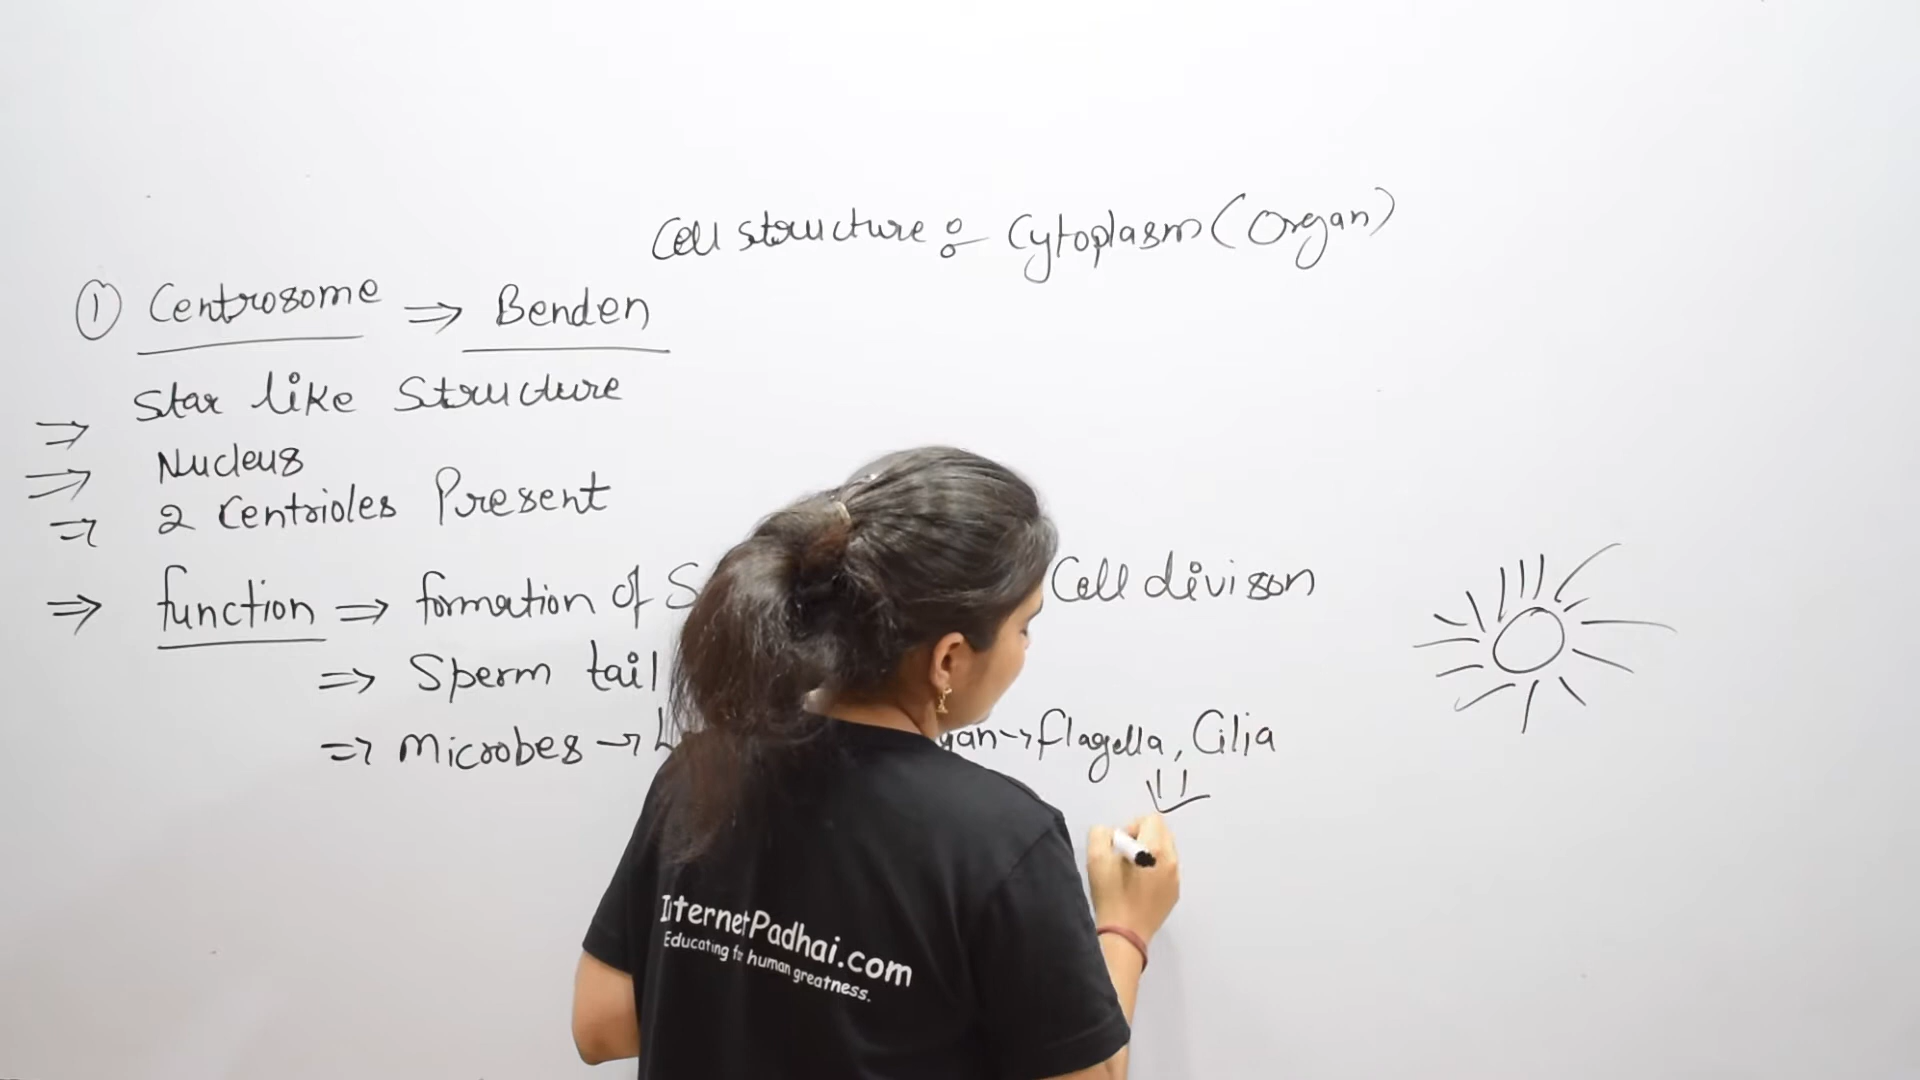 Cell structure :- Cytoplasm (Organ)
① Centrosome ⇒ Benden
⇒ Star like Structure
⇒ Nucleus
⇒ 2 Centrioles Present
⇒ function ⇒ formation of Cell divison
⇒ Sperm tail
⇒ Microbes → → flagella, Cilia
InternetPadhai.com
Educating for human greatness.